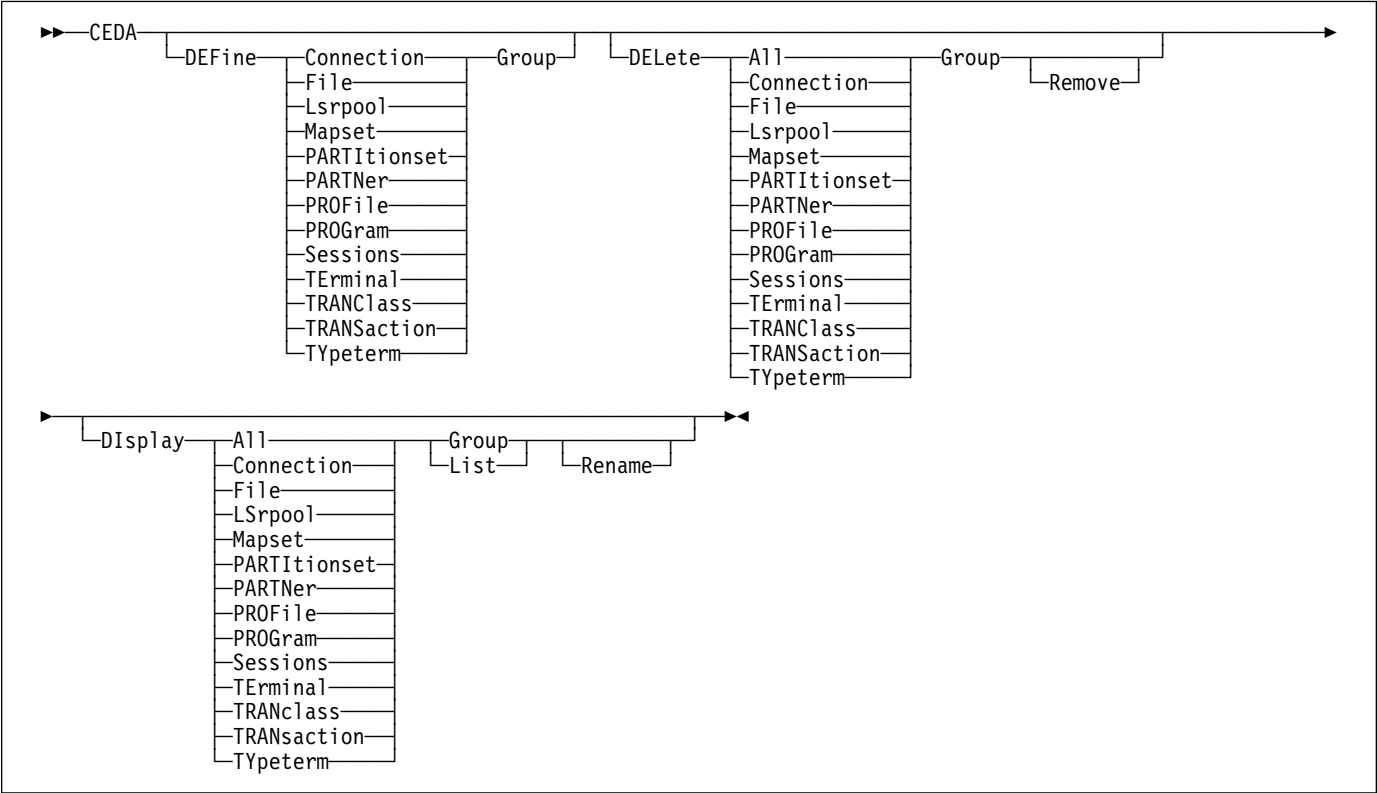 CEDA
DEFine Connection Group DELete All Group
File Connection Remove
Lsrpool File
Mapset Lsrpool
PARTItionset Mapset
PARTNer PARTItionset
PROFile PARTNer
PROGram PROFile
Sessions PROGram
TErminal Sessions
TRANClass TErminal
TRANSaction TRANClass
TYpeterm TRANSaction
TYpeterm
DIsplay All Group
Connection List Rename
File
LSrpool
Mapset
PARTItionset
PARTNer
PROFile
PROGram
Sessions
TErminal
TRANclass
TRANsaction
TYpeterm